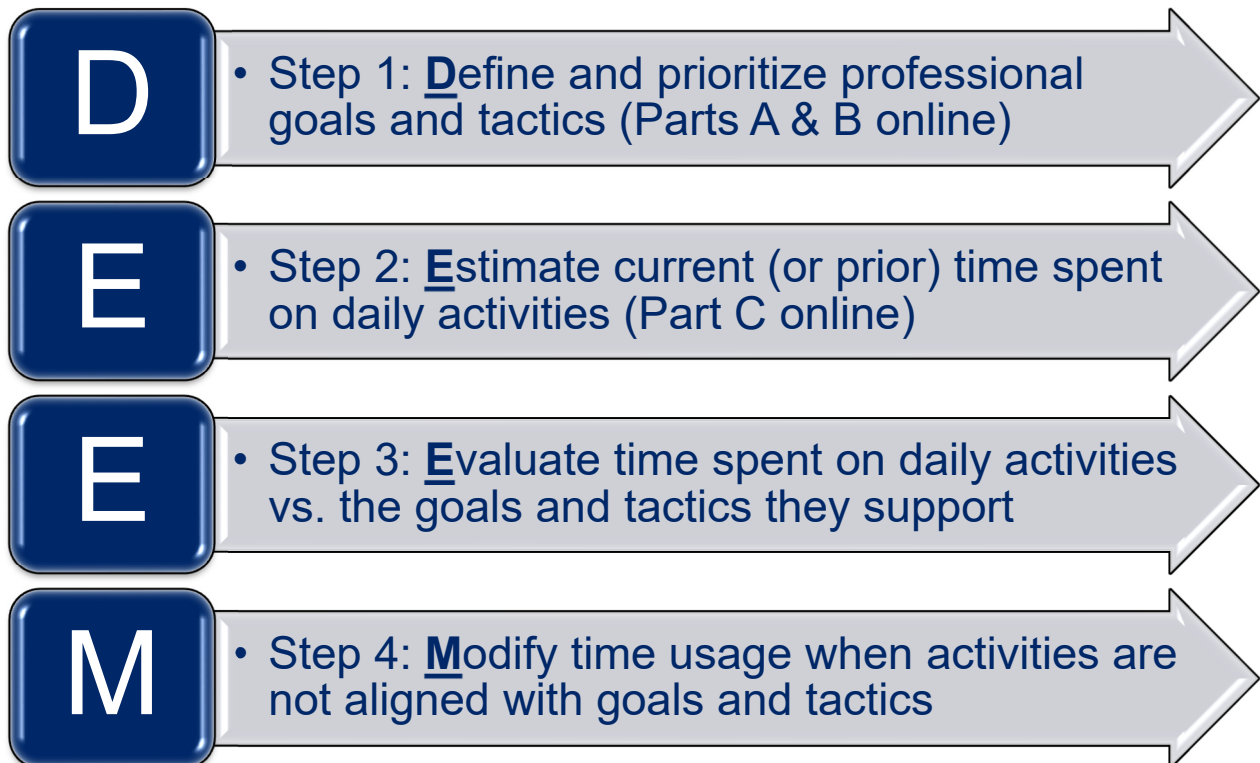 D
• Step 1: Define and prioritize professional
goals and tactics (Parts A & B online)
E
• Step 2: Estimate current (or prior) time spent
on daily activities (Part C online)
E
• Step 3: Evaluate time spent on daily activities
vs. the goals and tactics they support
M
• Step 4: Modify time usage when activities are
not aligned with goals and tactics